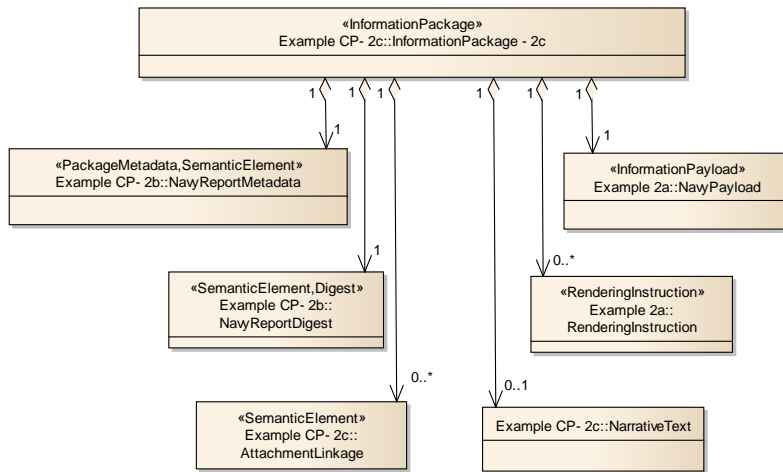 «InformationPackage»
Example CP- 2c::InformationPackage - 2c
1
1
1
1
1
1
1
1
«PackageMetadata,SemanticElement»
Example CP- 2b::NavyReportMetadata
«InformationPayload»
Example 2a::NavyPayload
1
0..*
«SemanticElement,Digest»
Example CP- 2b::
NavyReportDigest
«RenderingInstruction»
Example 2a::
RenderingInstruction
0..*
0..1
«SemanticElement»
Example CP- 2c::
AttachmentLinkage
Example CP- 2c::NarrativeText